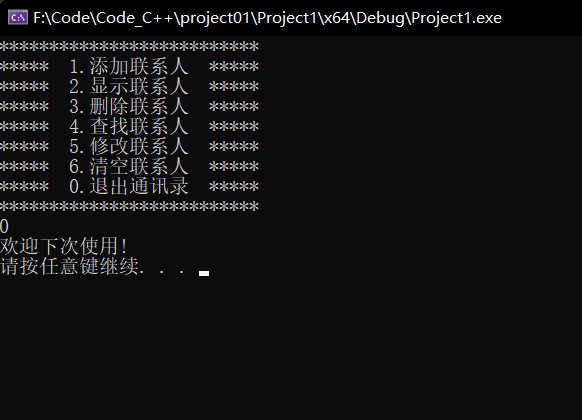 F:\Code\Code_C++\project01\Project1\x64\Debug\Project1.exe
**************************
*****  1.添加联系人  *****
*****  2.显示联系人  *****
*****  3.删除联系人  *****
*****  4.查找联系人  *****
*****  5.修改联系人  *****
*****  6.清空联系人  *****
*****  0.退出通讯录  *****
**************************
0
欢迎下次使用!
请按任意键继续. . .